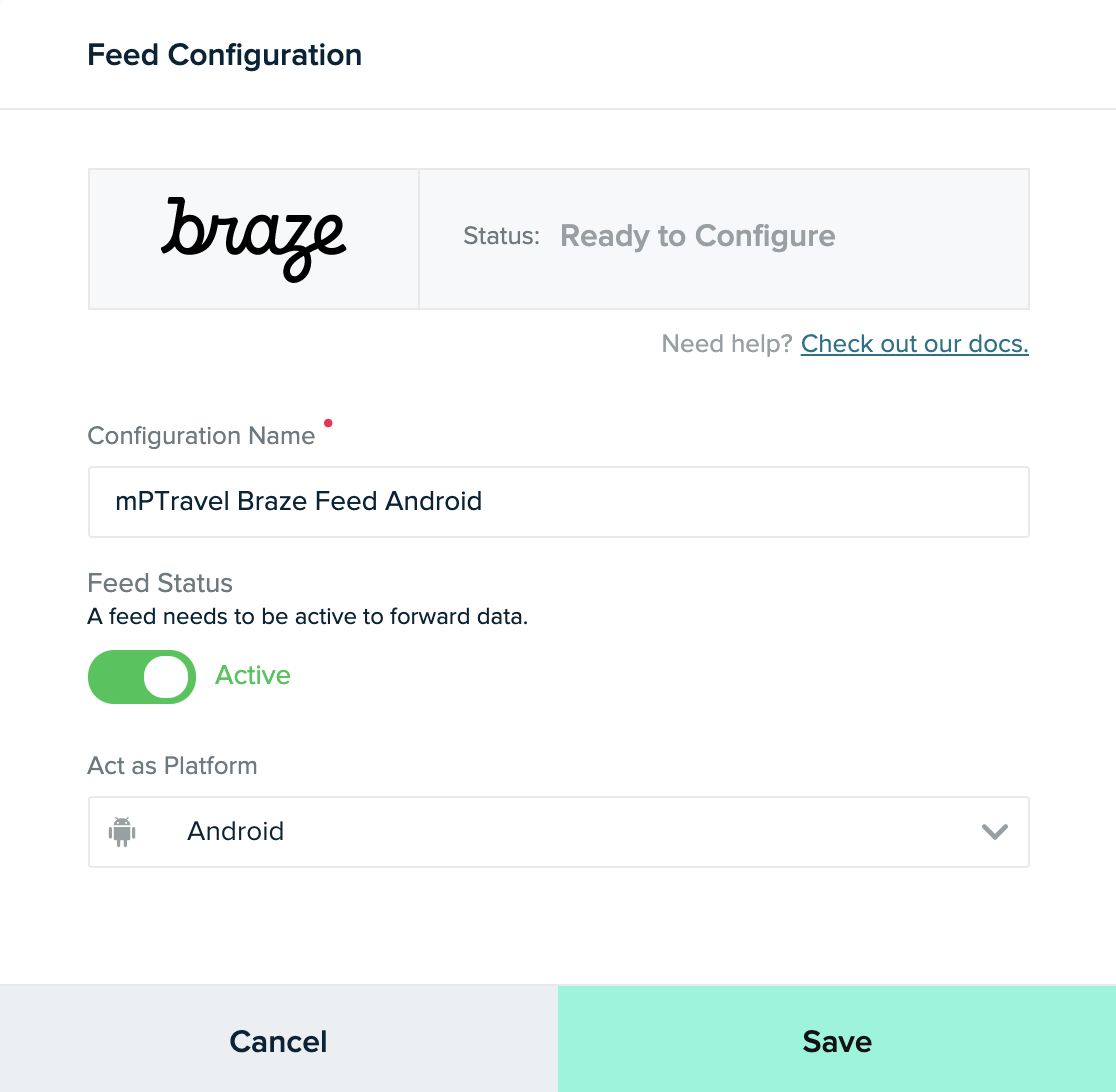 Feed Configuration
braze
Status: Ready to Configure
Need help? Check out our docs.
Configuration Name
mPTravel Braze Feed Android
Feed Status
A feed needs to be active to forward data.
Active
Act as Platform
Android
Cancel
Save